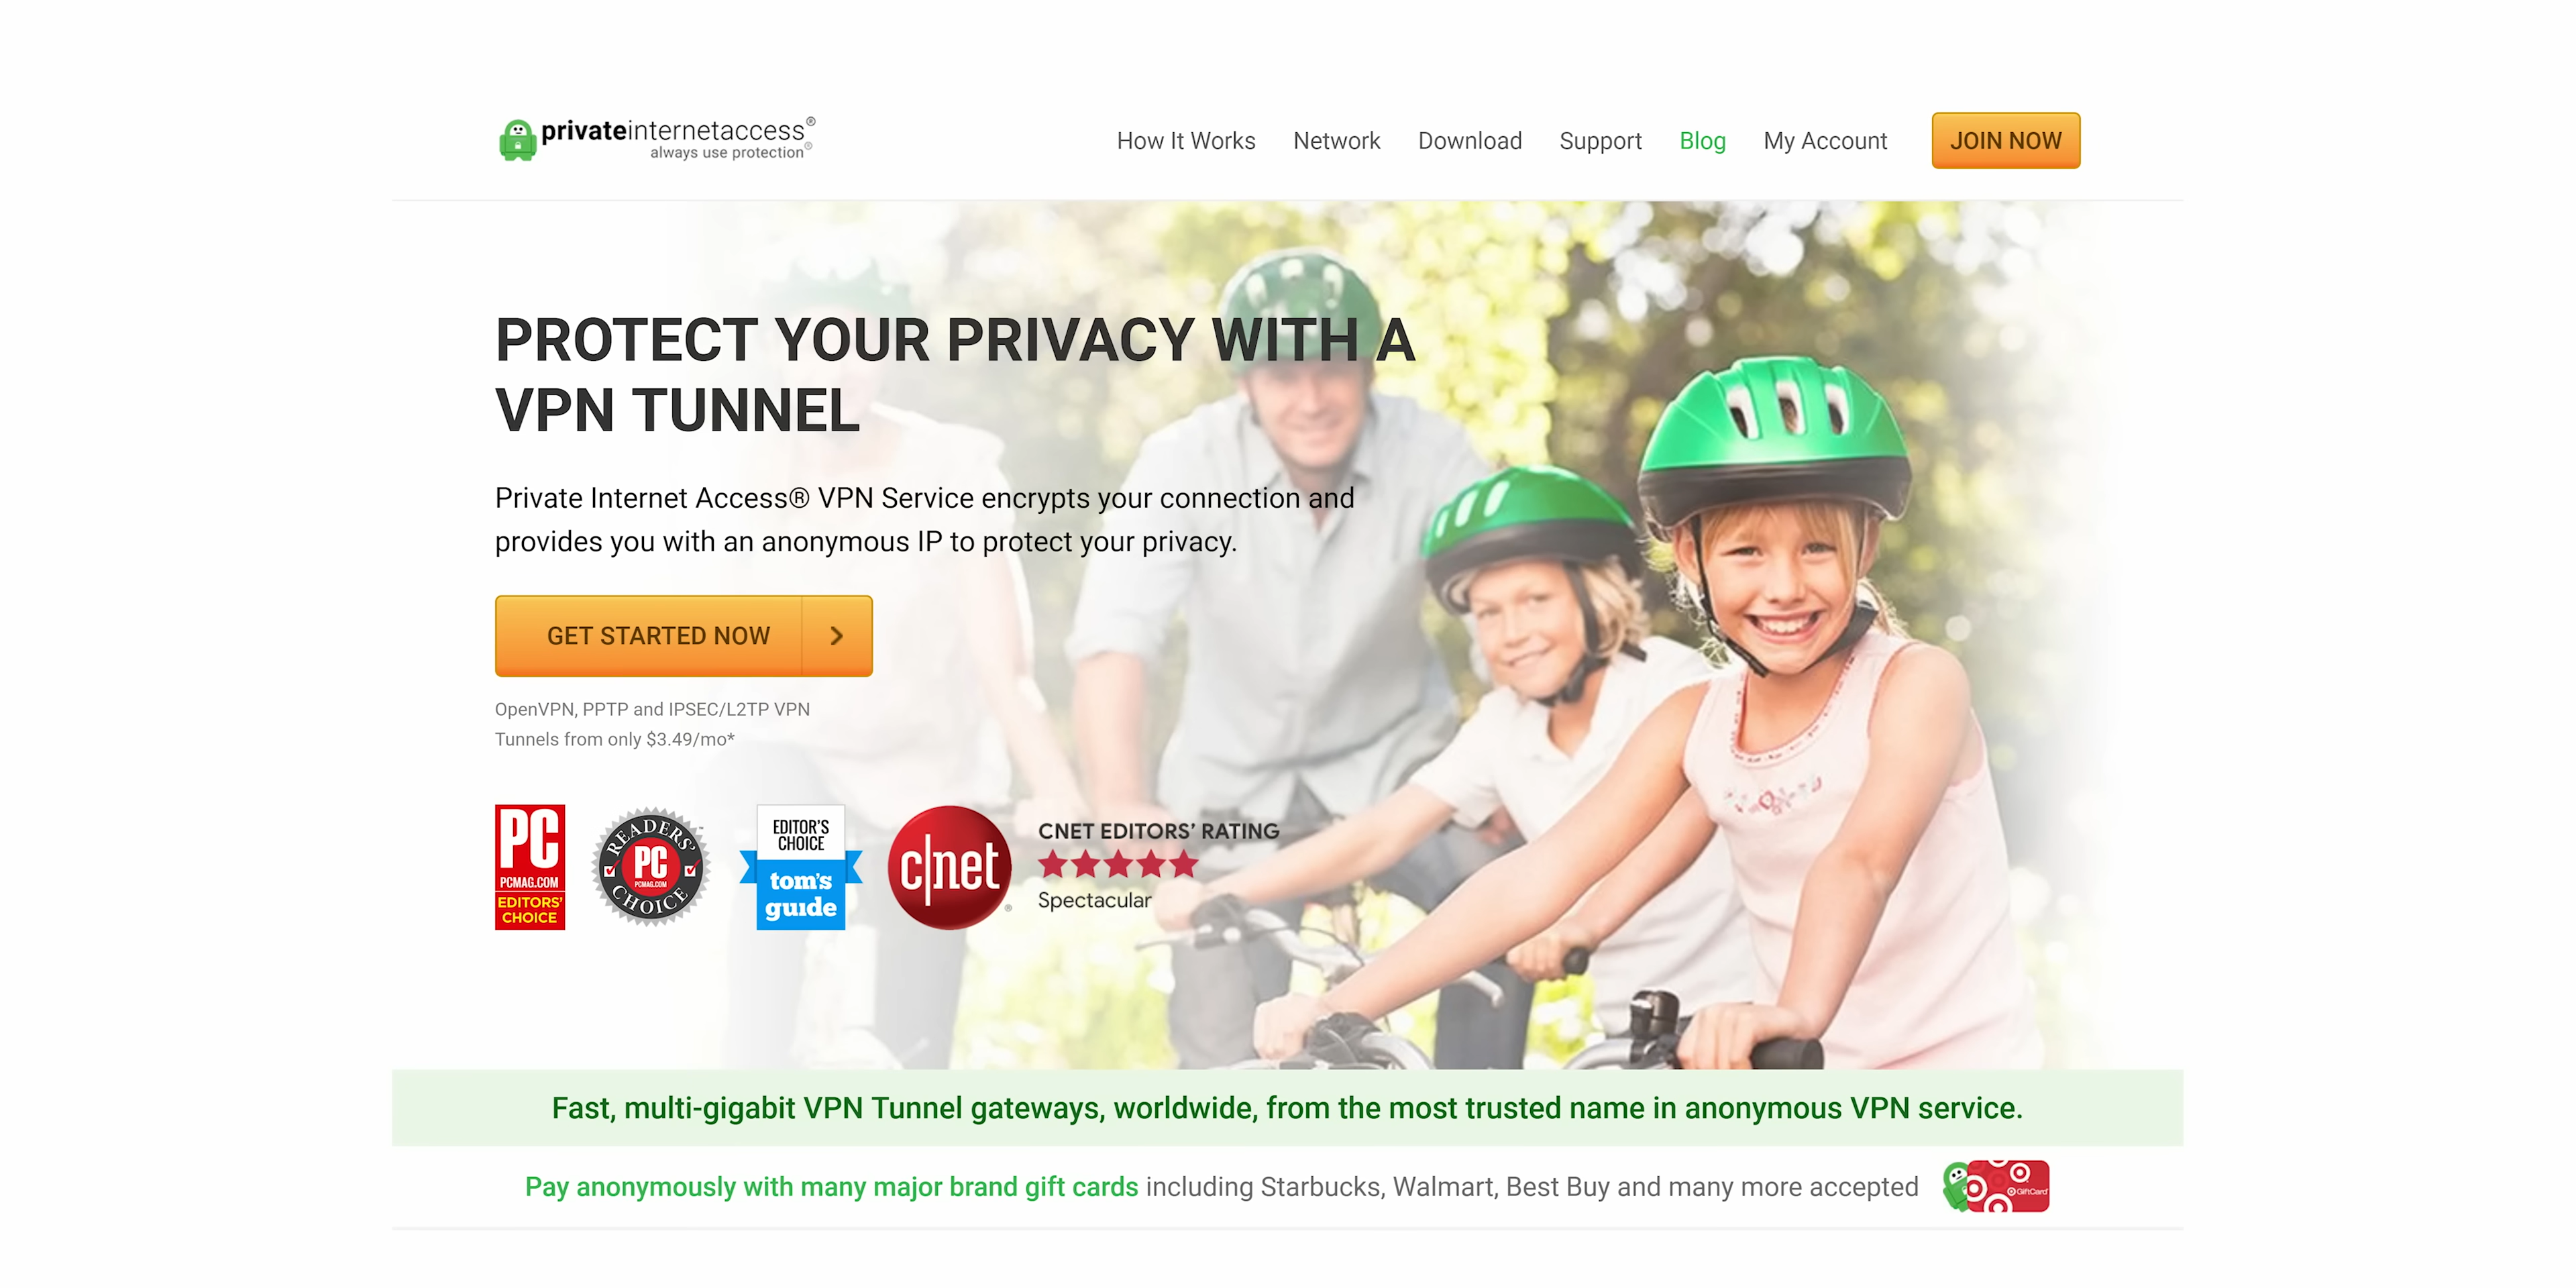 privateinternetaccess®
always use protection®
How It Works Network Download Support Blog My Account JOIN NOW
PROTECT YOUR PRIVACY WITH A
VPN TUNNEL
Private Internet Access® VPN Service encrypts your connection and
provides you with an anonymous IP to protect your privacy.
GET STARTED NOW
OpenVPN, PPTP and IPSEC/L2TP VPN
Tunnels from only $3.49/mo*
PC
PCMAG.COM
EDITORS'
CHOICE
READERS'
PC
PCMAG.COM
CHOICE
™
EDITOR'S
CHOICE
tom's
guide
c|net
®
CNET EDITORS' RATING
Spectacular
Fast, multi-gigabit VPN Tunnel gateways, worldwide, from the most trusted name in anonymous VPN service.
Pay anonymously with many major brand gift cards including Starbucks, Walmart, Best Buy and many more accepted
GiftCard